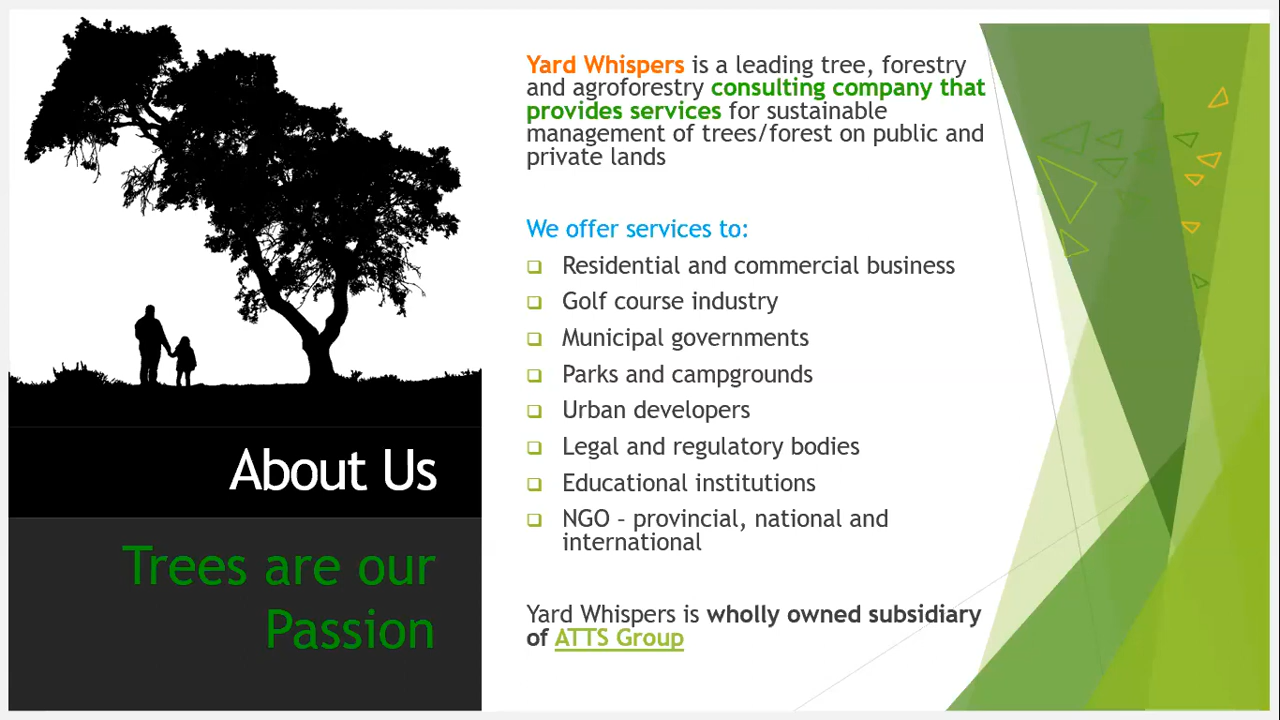 Yard Whispers is a leading tree, forestry
and agroforestry consulting company that
provides services for sustainable
management of trees/forest on public and
private lands
We offer services to:
Residential and commercial business
Golf course industry
Municipal governments
Parks and campgrounds
Urban developers
Legal and regulatory bodies
Educational institutions
NGO – provincial, national and
international
Yard Whispers is wholly owned subsidiary
of ATTS Group
About Us
Trees are our
Passion